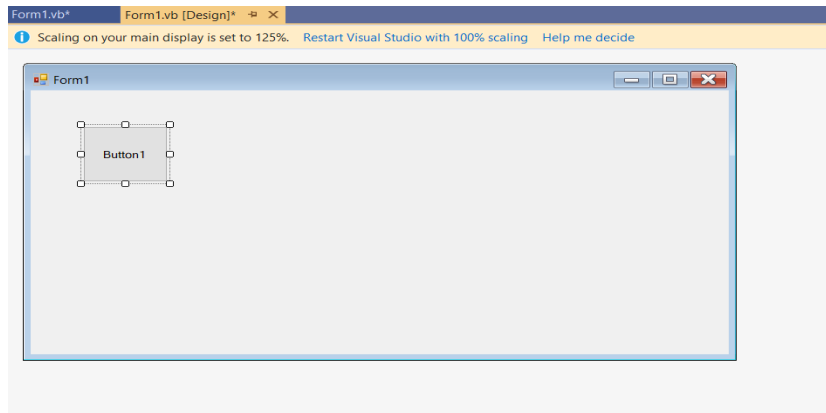 Form1.vb* Form1.vb [Design]*
Scaling on your main display is set to 125%. Restart Visual Studio with 100% scaling Help me decide
Form1
Button1